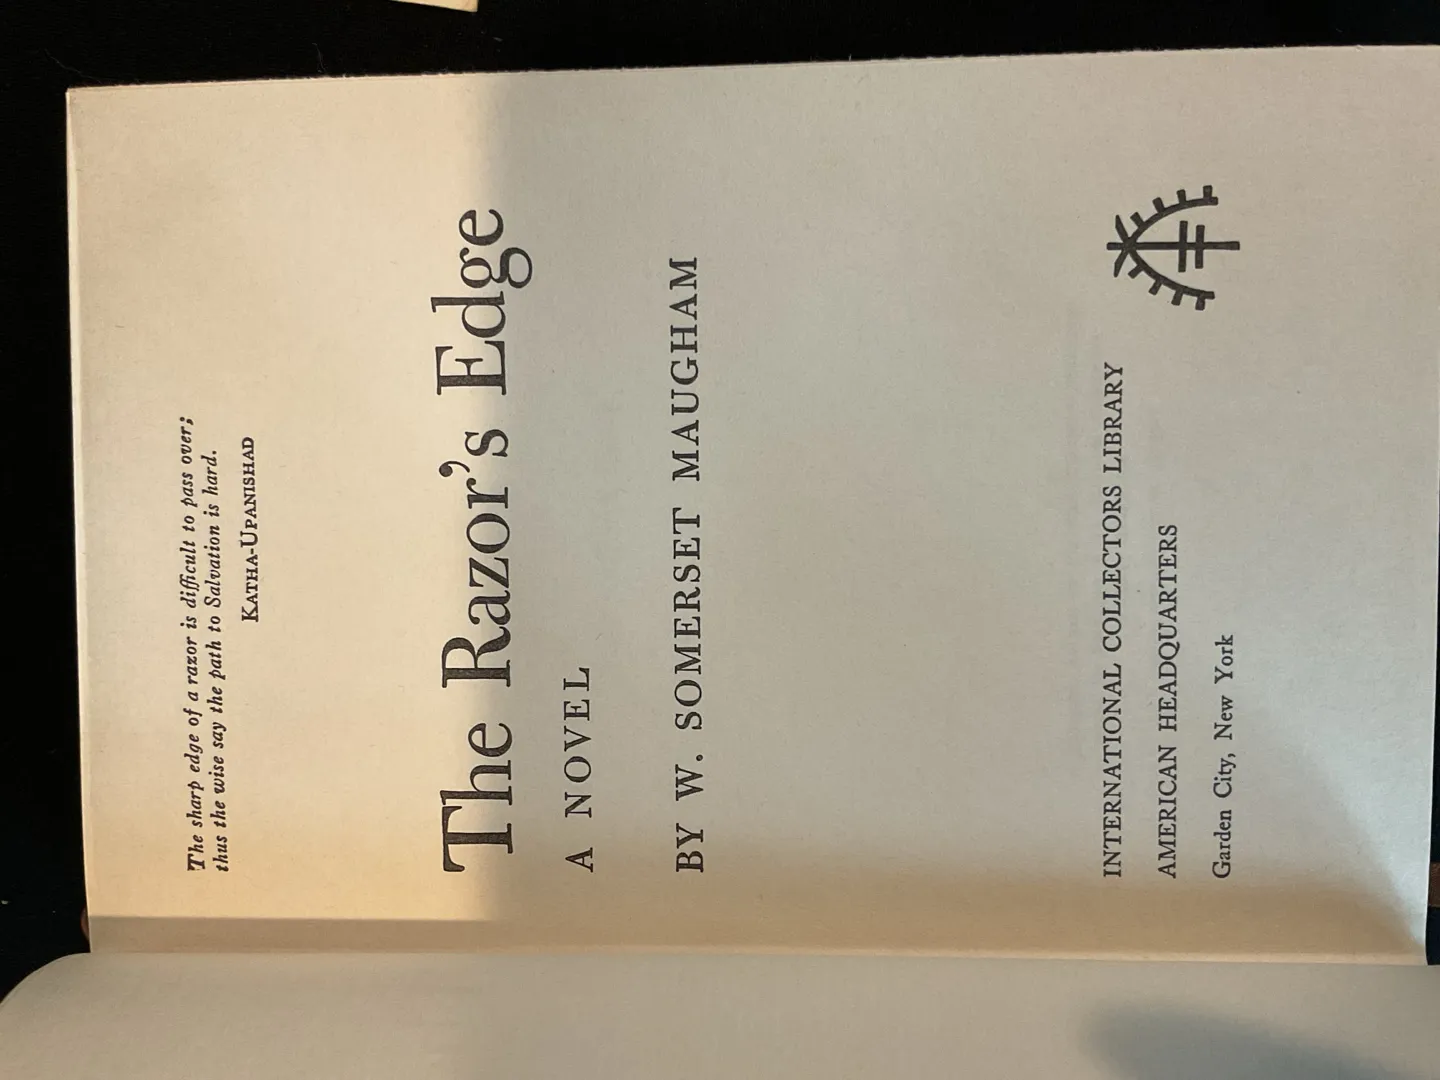 The sharp edge of a razor is difficult to pass over;
thus the wise say the path to Salvation is hard.
KATHA-UPANISHAD
The Razor's Edge
A NOVEL
BY W. SOMERSET MAUGHAM
INTERNATIONAL COLLECTORS LIBRARY
AMERICAN HEADQUARTERS
Garden City, New York